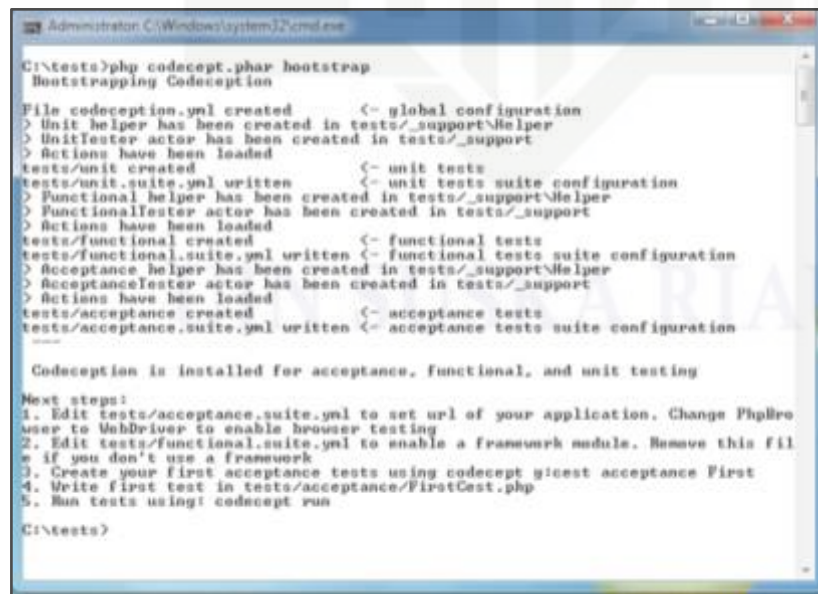 Administrator: C:\Windows\system32\cmd.exe
C:\tests>php codecept.phar bootstrap
Bootstrapping Codeception
File codeception.yml created <- global configuration
> Unit helper has been created in tests/_support\Helper
> UnitTester actor has been created in tests/_support
> Actions have been loaded
tests/unit created <- unit tests
tests/unit.suite.yml written <- unit tests suite configuration
> Functional helper has been created in tests/_support\Helper
> FunctionalTester actor has been created in tests/_support
> Actions have been loaded
tests/functional created <- functional tests
tests/functional.suite.yml written <- functional tests suite configuration
> Acceptance helper has been created in tests/_support\Helper
> AcceptanceTester actor has been created in tests/_support
> Actions have been loaded
tests/acceptance created <- acceptance tests
tests/acceptance.suite.yml written <- acceptance tests suite configuration
----
Codeception is installed for acceptance, functional, and unit testing
Next steps:
1. Edit tests/acceptance.suite.yml to set url of your application. Change PhpBro
wser to WebDriver to enable browser testing
2. Edit tests/functional.suite.yml to enable a framework module. Remove this fil
e if you don't use a framework
3. Create your first acceptance tests using codecept g:cest acceptance First
4. Write first test in tests/acceptance/FirstCest.php
5. Run tests using: codecept run
C:\tests>
N SUSKA RIA